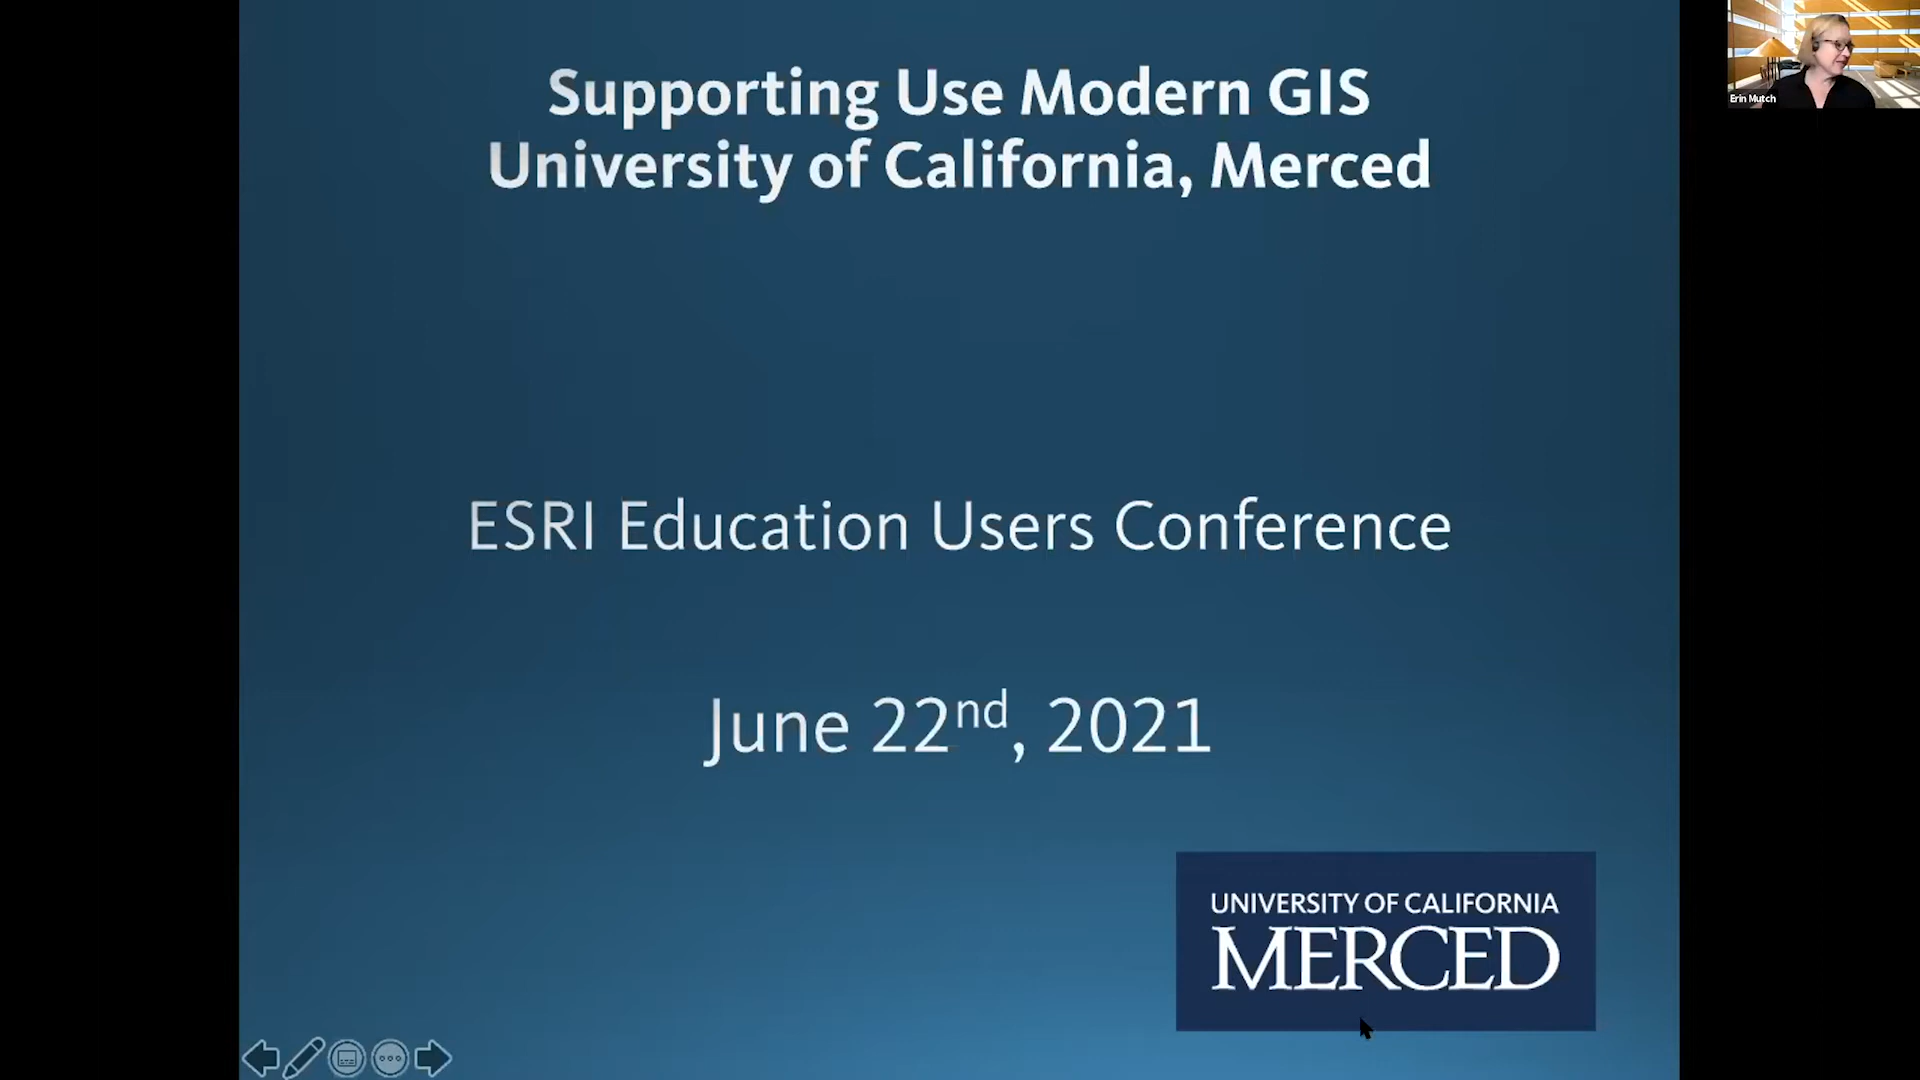 Supporting Use Modern GIS
University of California, Merced
Erin Mutch
ESRI Education Users Conference
June 22nd, 2021
UNIVERSITY OF CALIFORNIA
MERCED